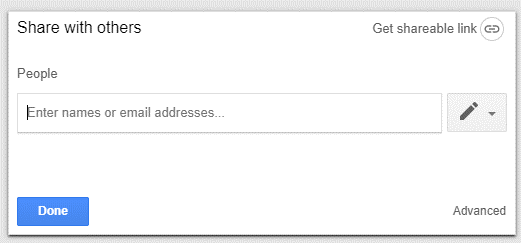 Share with others
Get shareable link
People
Enter names or email addresses...
Done
Advanced